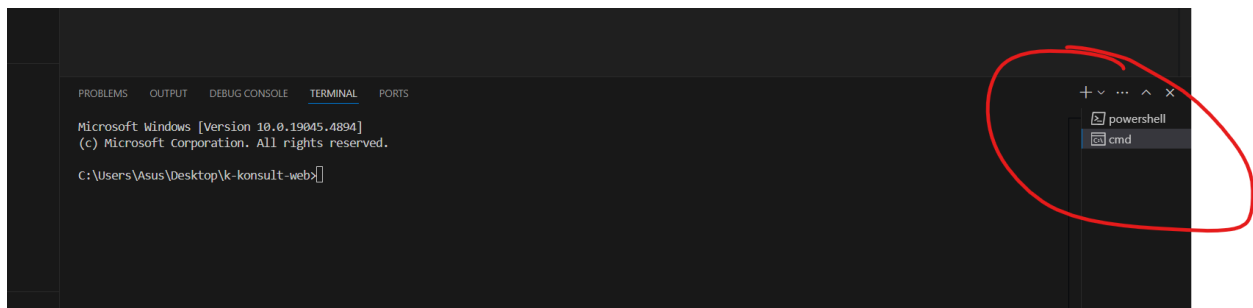 PROBLEMS OUTPUT DEBUG CONSOLE TERMINAL PORTS
powershell
cmd
Microsoft Windows [Version 10.0.19045.4894]
(c) Microsoft Corporation. All rights reserved.
C:\Users\Asus\Desktop\k-konsult-web>